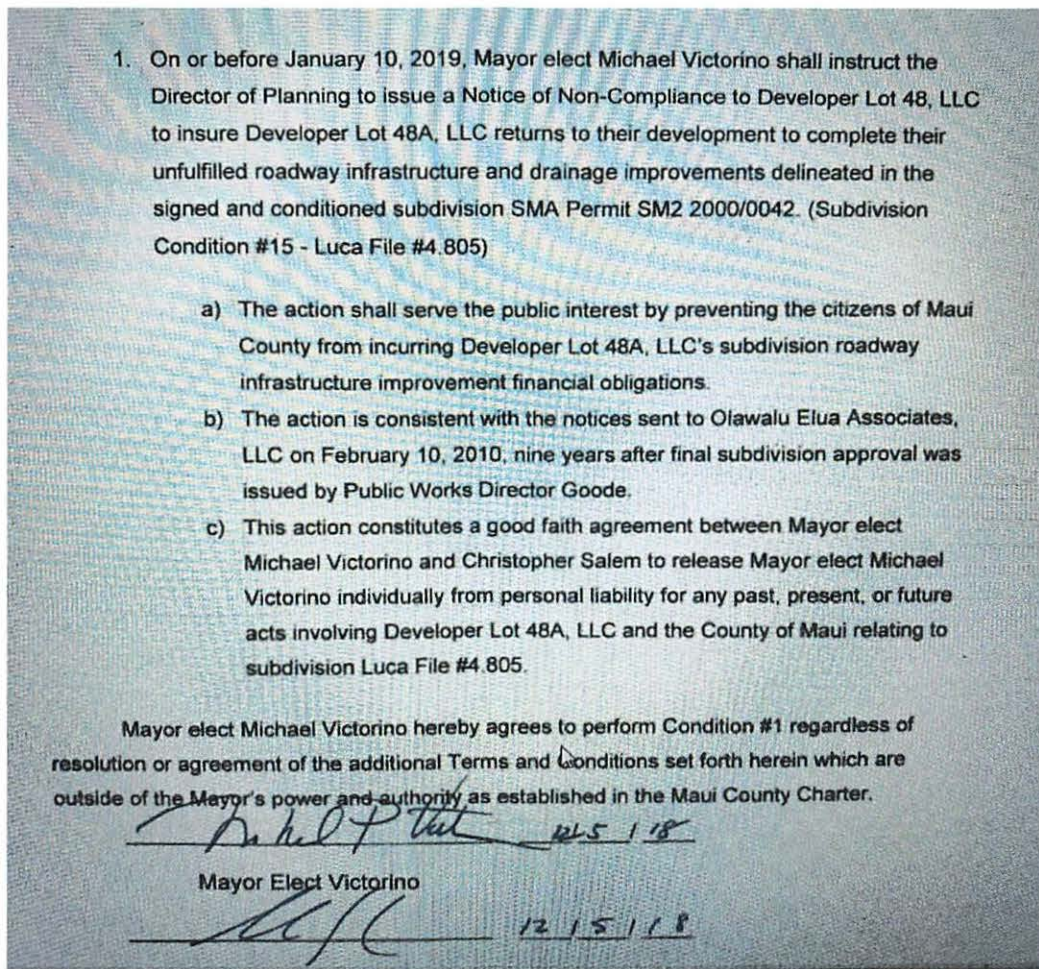 1. On or before January 10, 2019, Mayor elect Michael Victorino shall instruct the
Director of Planning to issue a Notice of Non-Compliance to Developer Lot 48, LLC
to insure Developer Lot 48A, LLC returns to their development to complete their
unfulfilled roadway infrastructure and drainage improvements delineated in the
signed and conditioned subdivision SMA Permit SM2 2000/0042. (Subdivision
Condition #15 - Luca File #4.805)
a) The action shall serve the public interest by preventing the citizens of Maui
County from incurring Developer Lot 48A, LLC's subdivision roadway
infrastructure improvement financial obligations.
b) The action is consistent with the notices sent to Olawalu Elua Associates,
LLC on February 10, 2010, nine years after final subdivision approval was
issued by Public Works Director Goode.
c) This action constitutes a good faith agreement between Mayor elect
Michael Victorino and Christopher Salem to release Mayor elect Michael
Victorino individually from personal liability for any past, present, or future
acts involving Developer Lot 48A, LLC and the County of Maui relating to
subdivision Luca File #4.805.
Mayor elect Michael Victorino hereby agrees to perform Condition #1 regardless of
resolution or agreement of the additional Terms and Conditions set forth herein which are
outside of the Mayor's power and authority as established in the Maui County Charter.
/ 18
Mayor Elect Victorino
12 / 5 / 18